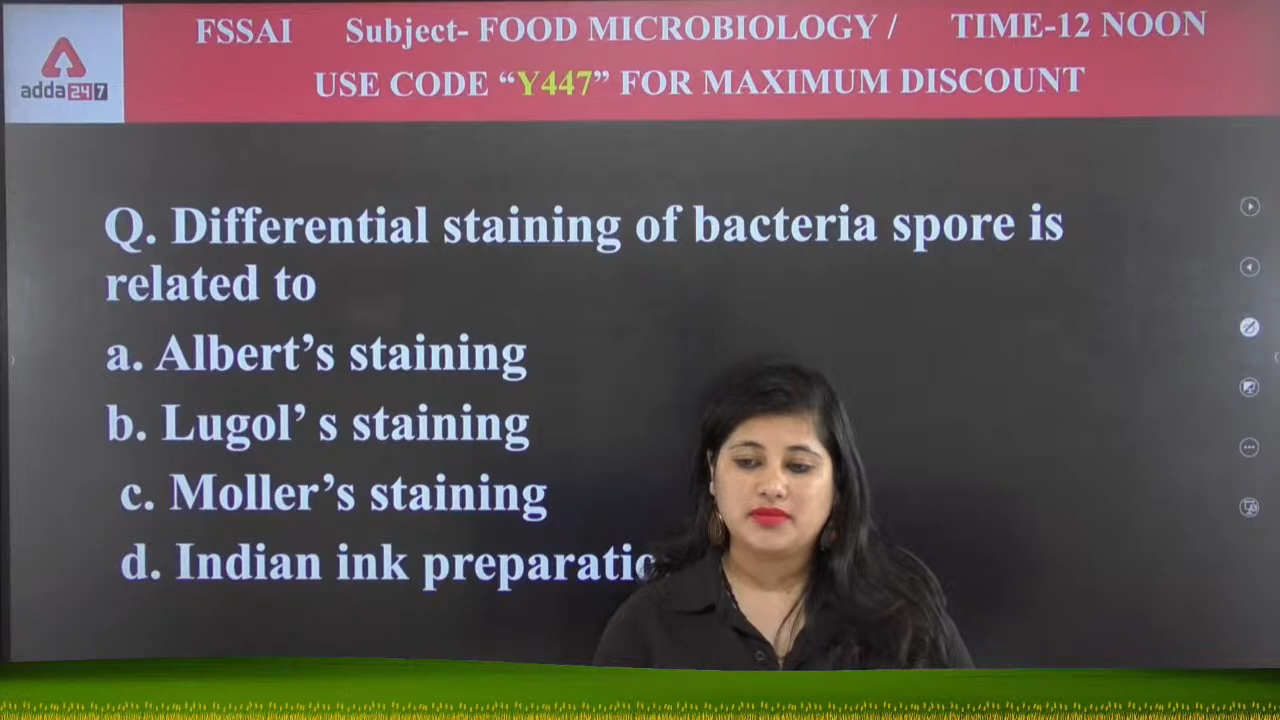 FSSAI Subject- FOOD MICROBIOLOGY / TIME-12 NOON
USE CODE “Y447” FOR MAXIMUM DISCOUNT
adda247
Q. Differential staining of bacteria spore is
related to
a. Albert’s staining
b. Lugol’ s staining
c. Moller’s staining
d. Indian ink